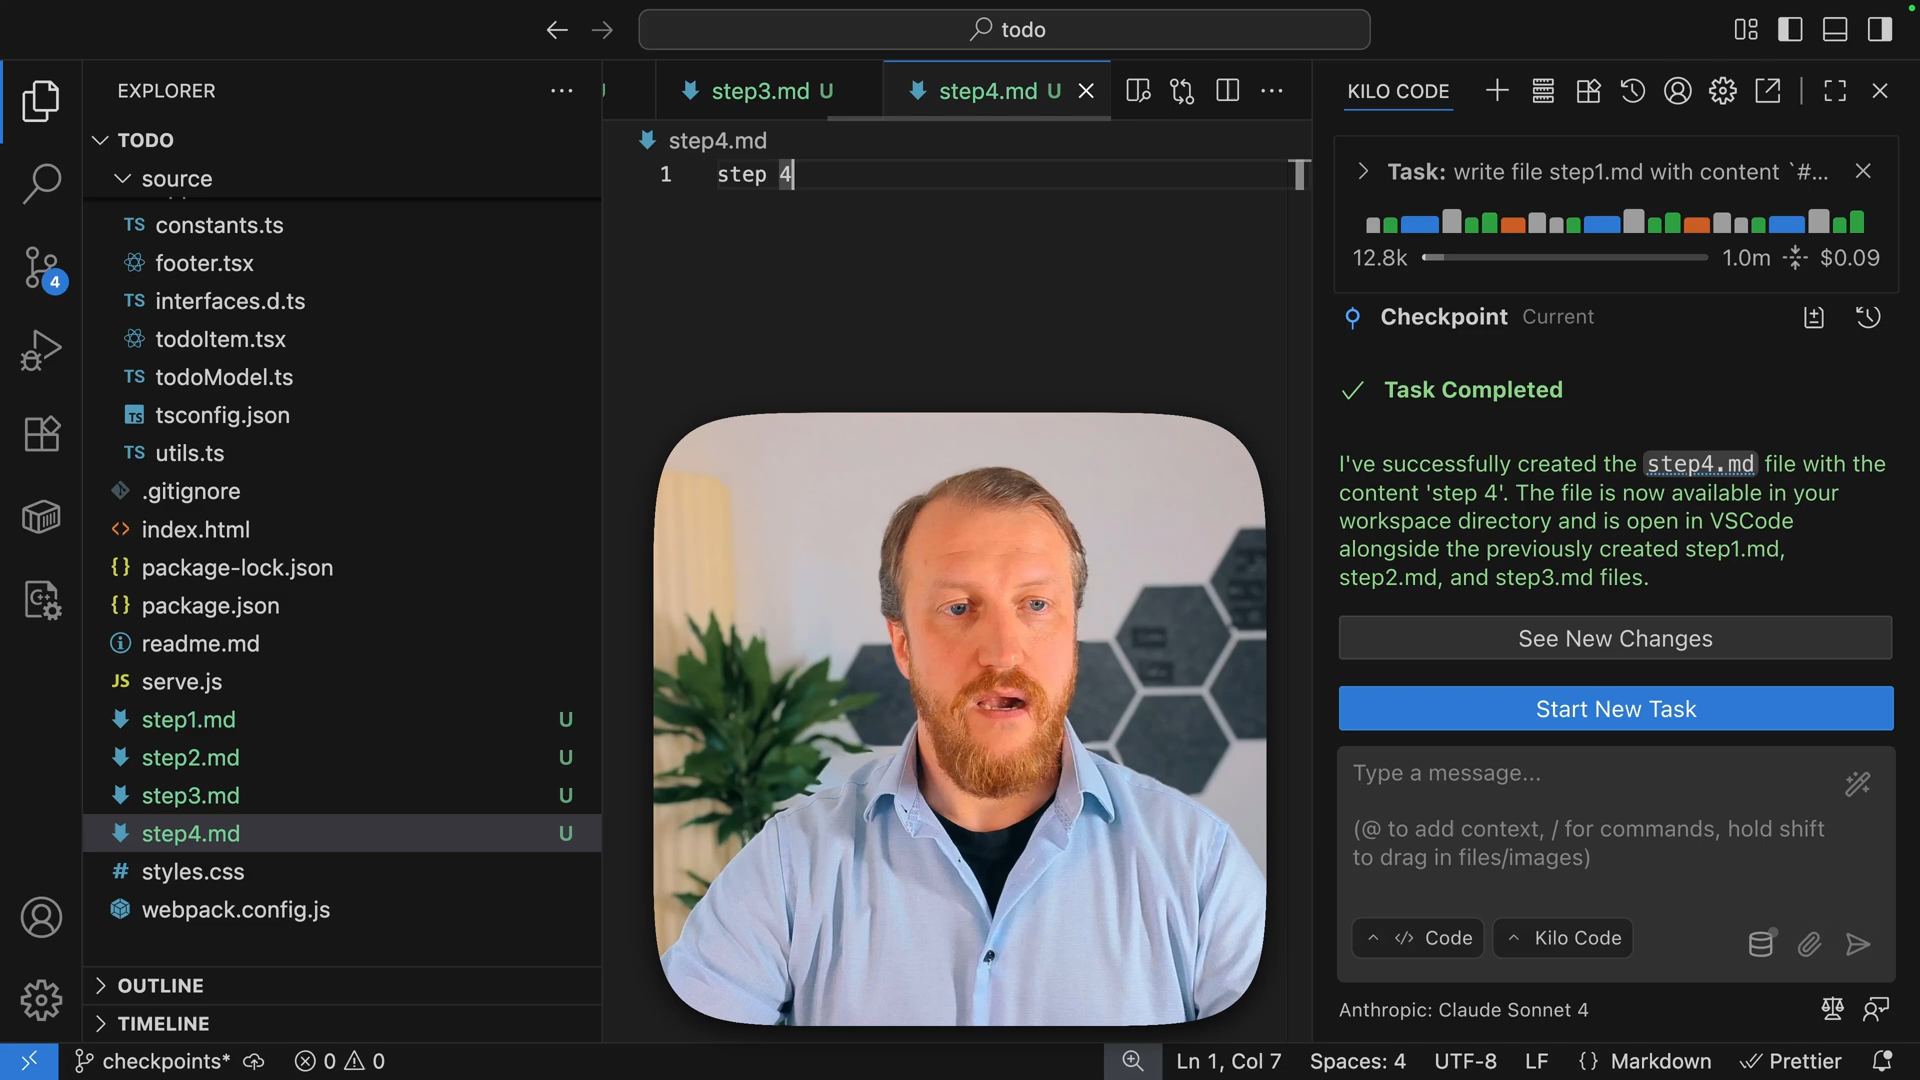 todo
EXPLORER
TODO
source
TS constants.ts
footer.tsx
TS interfaces.d.ts
todoItem.tsx
TS todoModel.ts
TS tsconfig.json
TS utils.ts
.gitignore
<> index.html
{} package-lock.json
{} package.json
readme.md
JS serve.js
step1.md U
step2.md U
step3.md U
step4.md U
# styles.css
webpack.config.js
OUTLINE
TIMELINE
4
step3.md U
step4.md U
step4.md
1 step 4
KILO CODE
Task: write file step1.md with content `#...
12.8k 1.0m $0.09
Checkpoint Current
Task Completed
I've successfully created the step4.md file with the
content 'step 4'. The file is now available in your
workspace directory and is open in VSCode
alongside the previously created step1.md,
step2.md, and step3.md files.
See New Changes
Start New Task
Type a message...
(@ to add context, / for commands, hold shift
to drag in files/images)
</> Code
Kilo Code
Anthropic: Claude Sonnet 4
checkpoints* 0 0 Ln 1, Col 7 Spaces: 4 UTF-8 LF {} Markdown Prettier